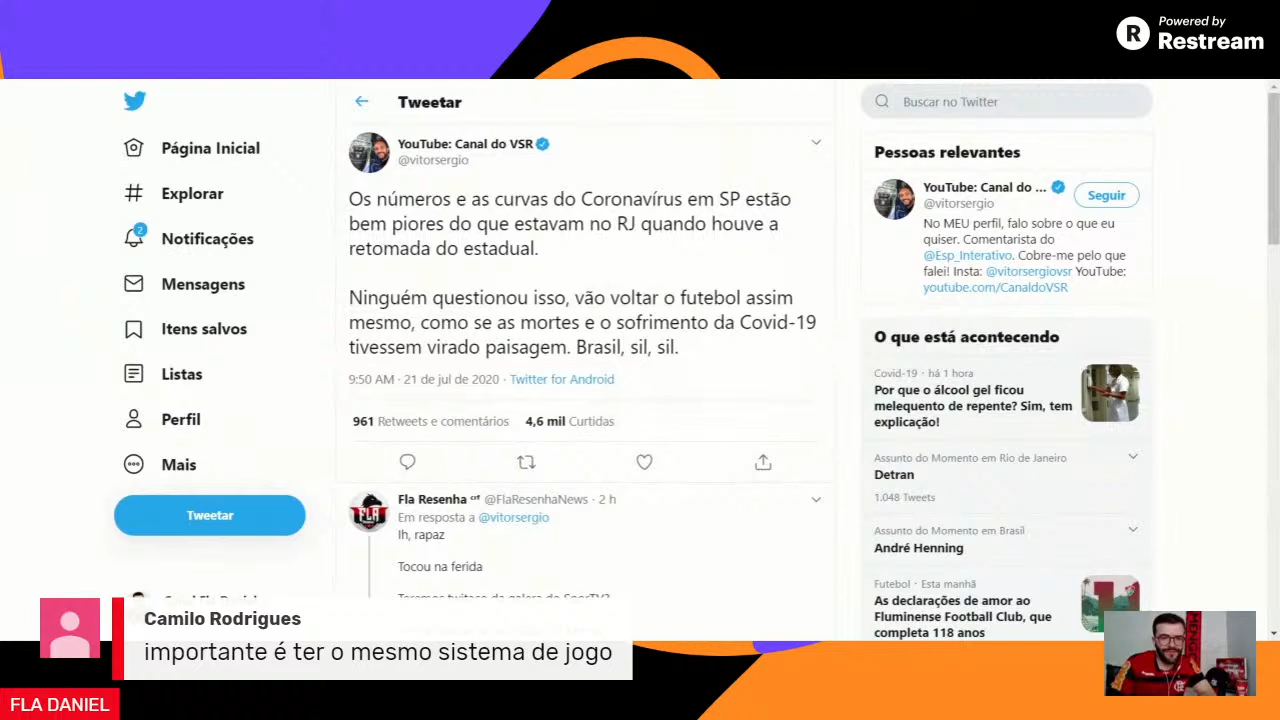 Powered by
R Restream
Tweetar
Buscar no Twitter
Página Inicial
Explorar
2
Notificações
Mensagens
Itens salvos
Listas
Perfil
Mais
Tweetar
YouTube: Canal do VSR
@vitorsergio
Os números e as curvas do Coronavírus em SP estão
bem piores do que estavam no RJ quando houve a
retomada do estadual.
Ninguém questionou isso, vão voltar o futebol assim
mesmo, como se as mortes e o sofrimento da Covid-19
tivessem virado paisagem. Brasil, sil, sil.
9:50 AM · 21 de jul de 2020 · Twitter for Android
961 Retweets e comentários 4,6 mil Curtidas
FLA
Fla Resenha ᶜʳᶠ @FlaResenhaNews · 2 h
Em resposta a @vitorsergio
Ih, rapaz
Tocou na ferida
Pessoas relevantes
YouTube: Canal do ...
Seguir
@vitorsergio
No MEU perfil, falo sobre o que eu
quiser. Comentarista do
@Esp_Interativo. Cobre-me pelo que
falei! Insta: @vitorsergiovsr YouTube:
youtube.com/CanaldoVSR
O que está acontecendo
Covid-19 · há 1 hora
Por que o álcool gel ficou
melequento de repente? Sim, tem
explicação!
Assunto do Momento em Rio de Janeiro
Detran
1.048 Tweets
Assunto do Momento em Brasil
André Henning
Futebol · Esta manhã
As declarações de amor ao
Fluminense Football Club, que
completa 118 anos
Camilo Rodrigues
importante é ter o mesmo sistema de jogo
FLA DANIEL